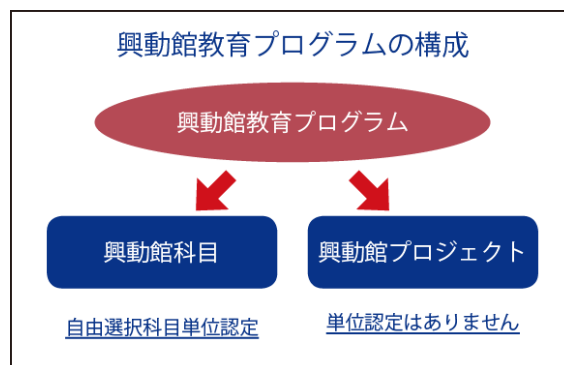 興動館教育プログラムの構成
興動館教育プログラム
興動館科目
興動館プロジェクト
自由選択科目単位認定
単位認定はありません